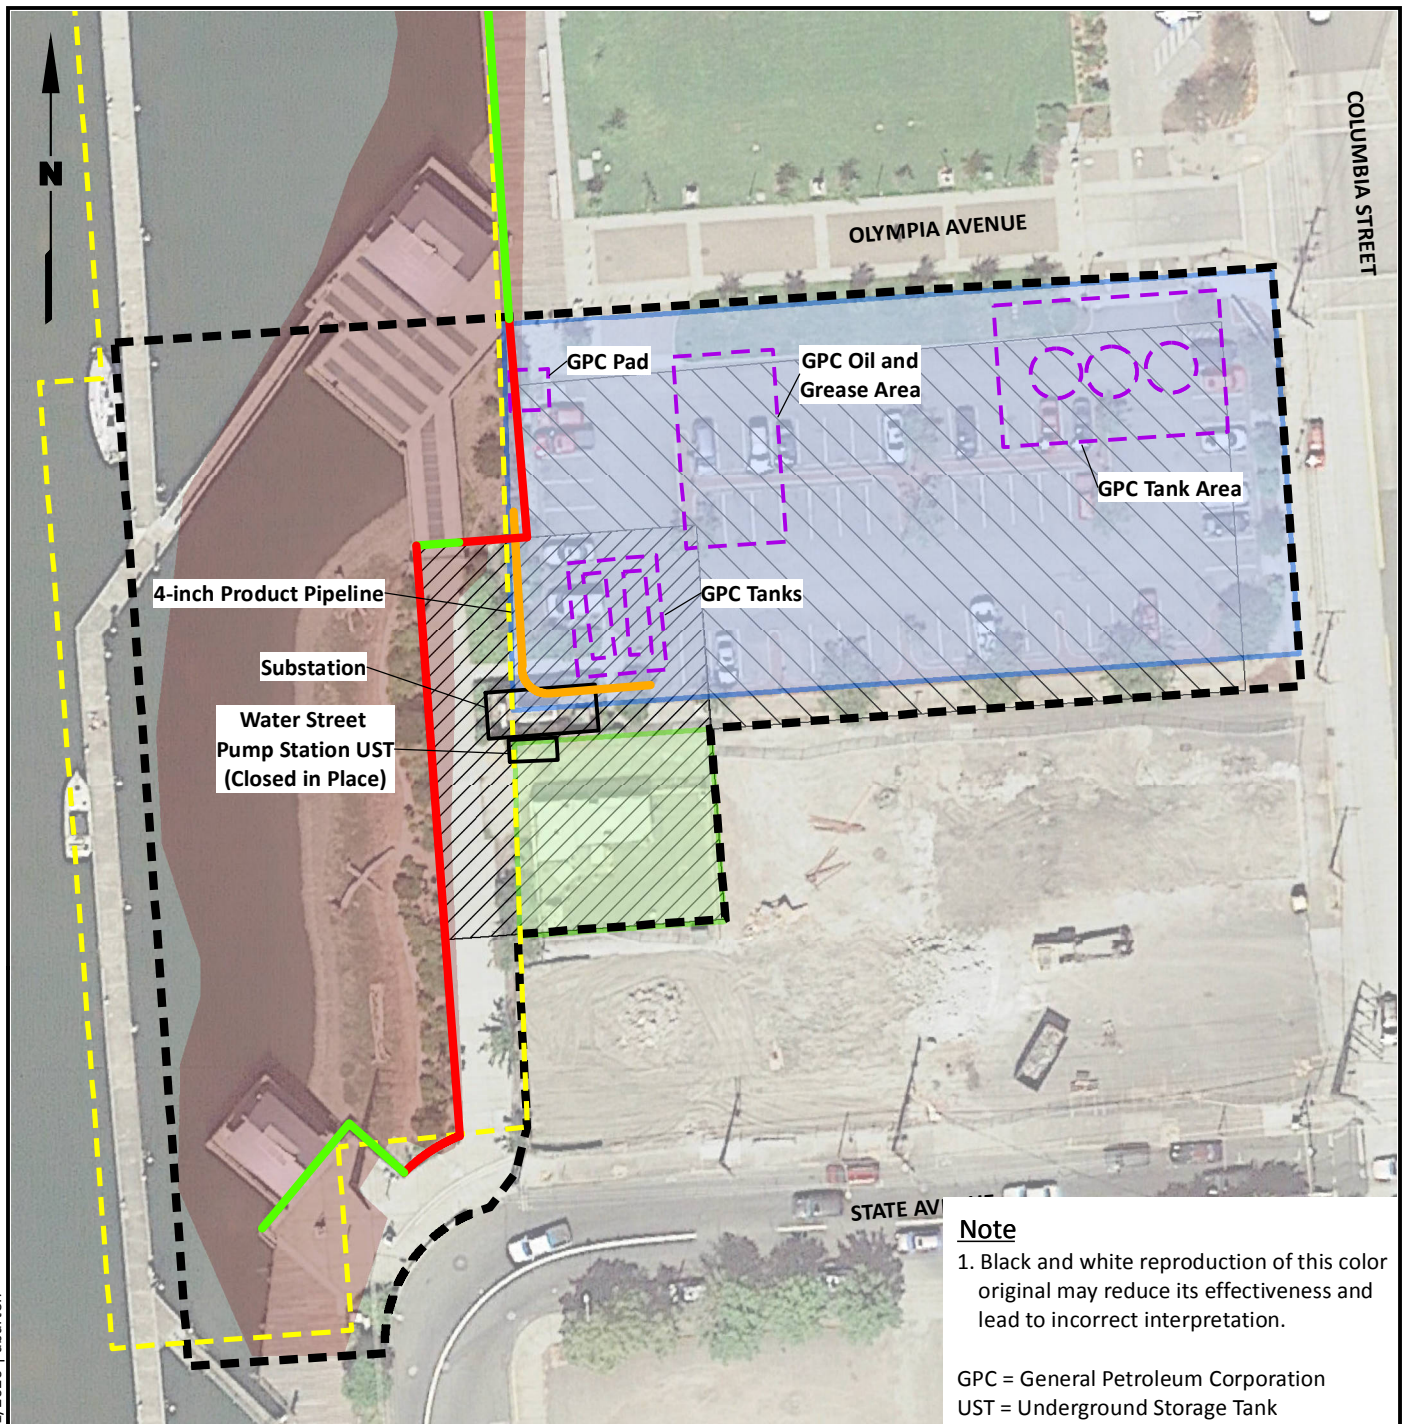 N
COLUMBIA STREET
OLYMPIA AVENUE
GPC Pad
GPC Oil and
Grease Area
GPC Tank Area
4-inch Product Pipeline
GPC Tanks
Substation
Water Street
Pump Station UST
(Closed in Place)
STATE
Note
1. Black and white reproduction of this color
original may reduce its effectiveness and
lead to incorrect interpretation.
GPC = General Petroleum Corporation
UST = Underground Storage Tank